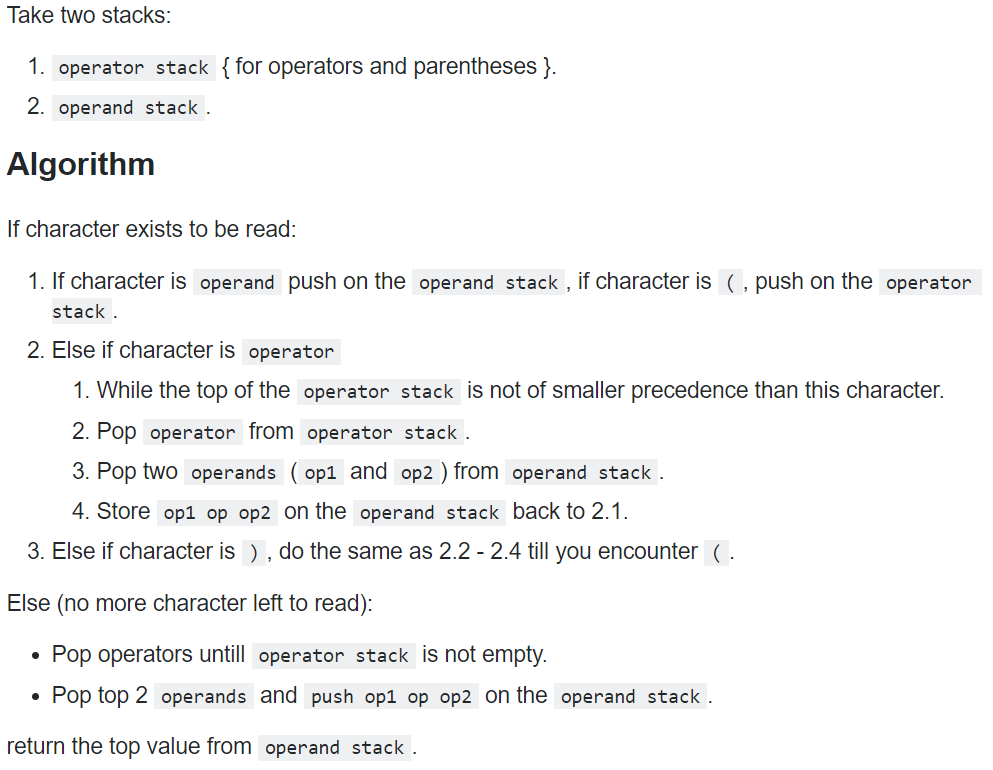 Take two stacks:
1. operator stack { for operators and parentheses }.
2. operand stack .
Algorithm
If character exists to be read:
1. If character is operand push on the operand stack , if character is ( , push on the operator
stack .
2. Else if character is operator
1. While the top of the operator stack is not of smaller precedence than this character.
2. Pop operator from operator stack .
3. Pop two operands ( op1 and op2 ) from operand stack .
4. Store op1 op op2 on the operand stack back to 2.1.
3. Else if character is ) , do the same as 2.2 - 2.4 till you encounter ( .
Else (no more character left to read):
• Pop operators untill operator stack is not empty.
• Pop top 2 operands and push op1 op op2 on the operand stack .
return the top value from operand stack .